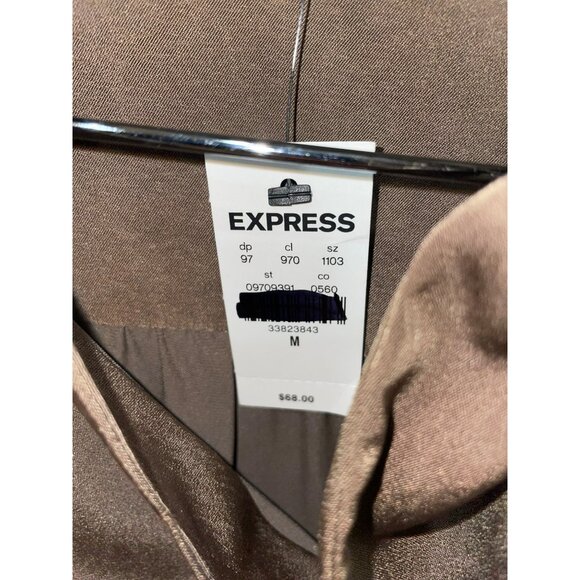 EXPRESS
dp cl sz
97 970 1103
st co
09709391 0560
33823843
M
$68.00